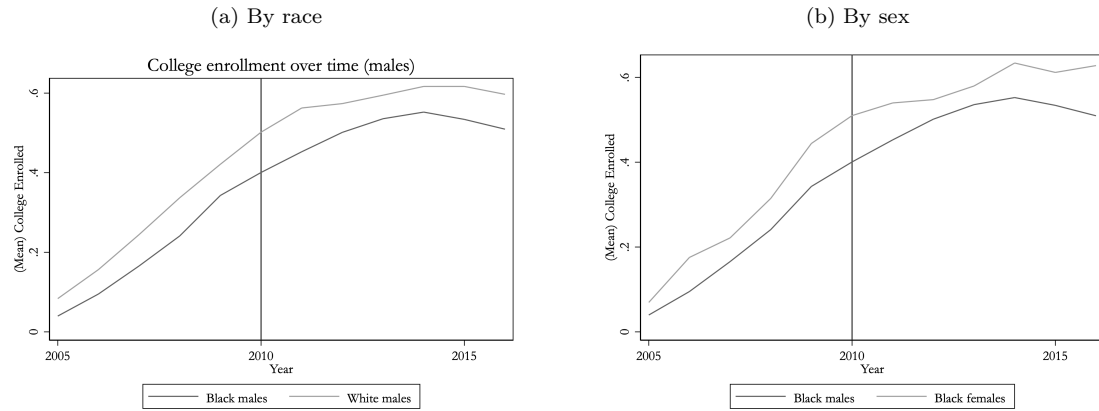 (a) By race
College enrollment over time (males)
(Mean) College Enrolled
0
.2
.4
.6
2005
2010
2015
Year
Black males
White males
(b) By sex
(Mean) College Enrolled
0
.2
.4
.6
2005
2010
2015
Year
Black males
Black females